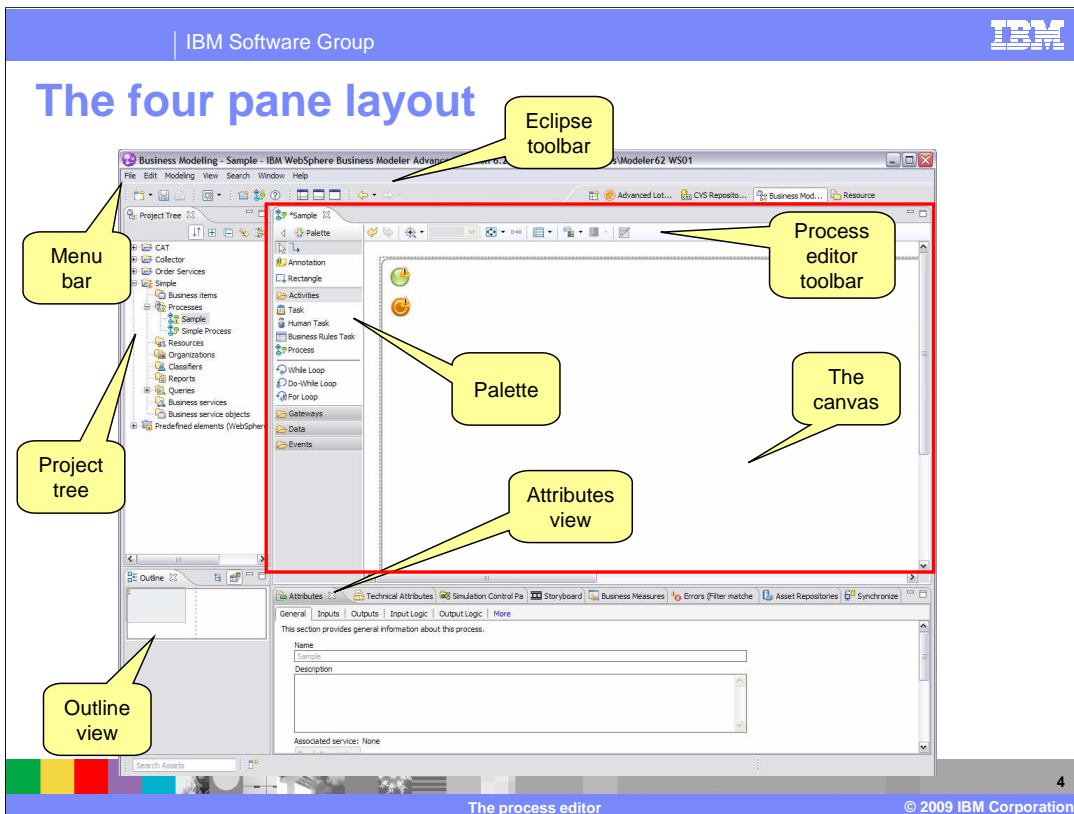 IBM Software Group
IBM
The four pane layout
Eclipse
toolbar
Business Modeling - Sample - IBM WebSphere Business Modeler Advanc
s\Modeler62 WS01
File Edit Modeling View Search Window Help
Advanced Lot... CVS Reposito... Business Mod... Resource
Project Tree
*Sample
Palette
Process
editor
toolbar
Menu
bar
CAT
Collector
Order Services
Simple
Business items
Processes
Sample
Simple Process
Resources
Organizations
Classifiers
Reports
Queries
Business services
Business service objects
Predefined elements (WebSpher
Annotation
Rectangle
Activities
Task
Human Task
Business Rules Task
Process
While Loop
Do-While Loop
For Loop
Gateways
Data
Events
Palette
The
canvas
Project
tree
Attributes
view
Outline
Attributes Technical Attributes Simulation Control Pa Storyboard Business Measures Errors (Filter matche Asset Repositories Synchronize
General Inputs Outputs Input Logic Output Logic More
This section provides general information about this process.
Name
Sample
Description
Outline
view
Associated service: None
Search Assets
4
The process editor
© 2009 IBM Corporation